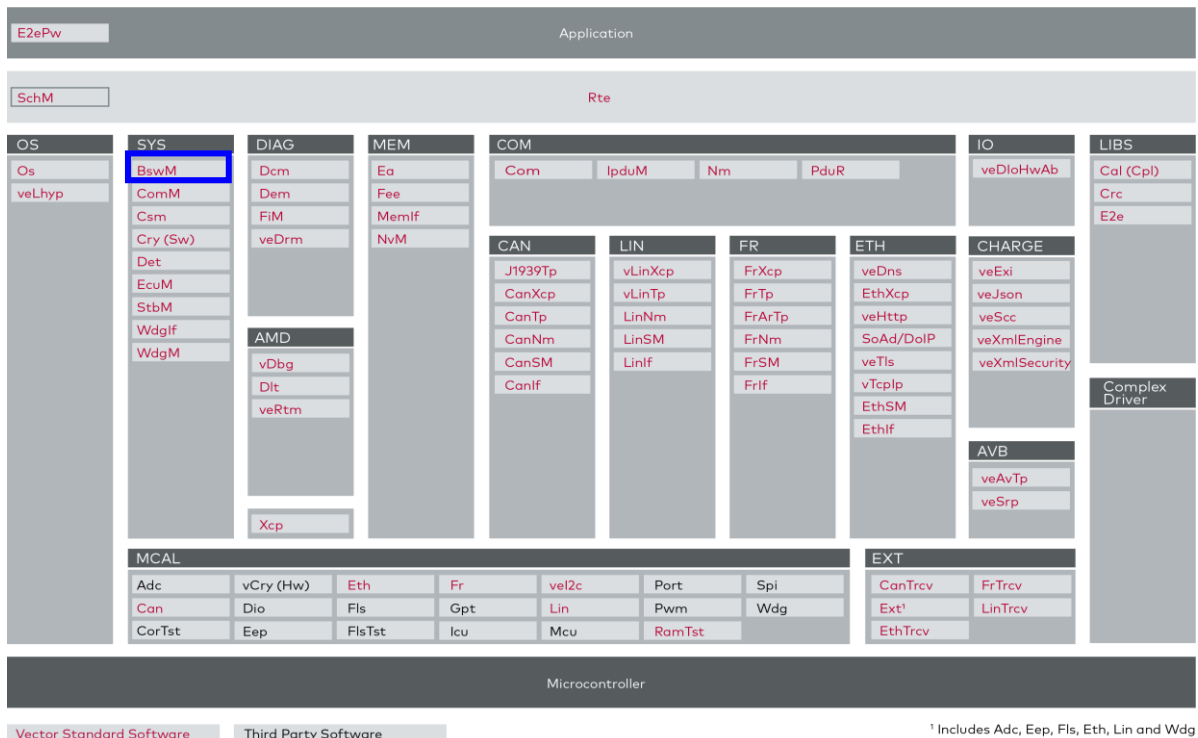 E2ePw
Application
SchM
Rte
OS
Os
veLhyp
SYS
BswM
ComM
Csm
Cry (Sw)
Det
EcuM
StbM
WdgIf
WdgM
DIAG
Dcm
Dem
FiM
veDrm
AMD
vDbg
Dlt
veRtm
Xcp
MEM
Ea
Fee
MemIf
NvM
COM
Com IpduM Nm PduR
CAN
J1939Tp
CanXcp
CanTp
CanNm
CanSM
CanIf
LIN
vLinXcp
vLinTp
LinNm
LinSM
LinIf
FR
FrXcp
FrTp
FrArTp
FrNm
FrSM
FrIf
ETH
veDns
EthXcp
veHttp
SoAd/DoIP
veTls
vTcpIp
EthSM
EthIf
IO
veDIoHwAb
CHARGE
veExi
veJson
veScc
veXmlEngine
veXmlSecurity
AVB
veAvTp
veSrp
LIBS
Cal (Cpl)
Crc
E2e
Complex
Driver
MCAL
Adc vCry (Hw) Eth Fr veI2c Port Spi
Can Dio Fls Gpt Lin Pwm Wdg
CorTst Eep FlsTst Icu Mcu RamTst
EXT
CanTrcv FrTrcv
Ext¹ LinTrcv
EthTrcv
Microcontroller
Vector Standard Software Third Party Software
¹ Includes Adc, Eep, Fls, Eth, Lin and Wdg